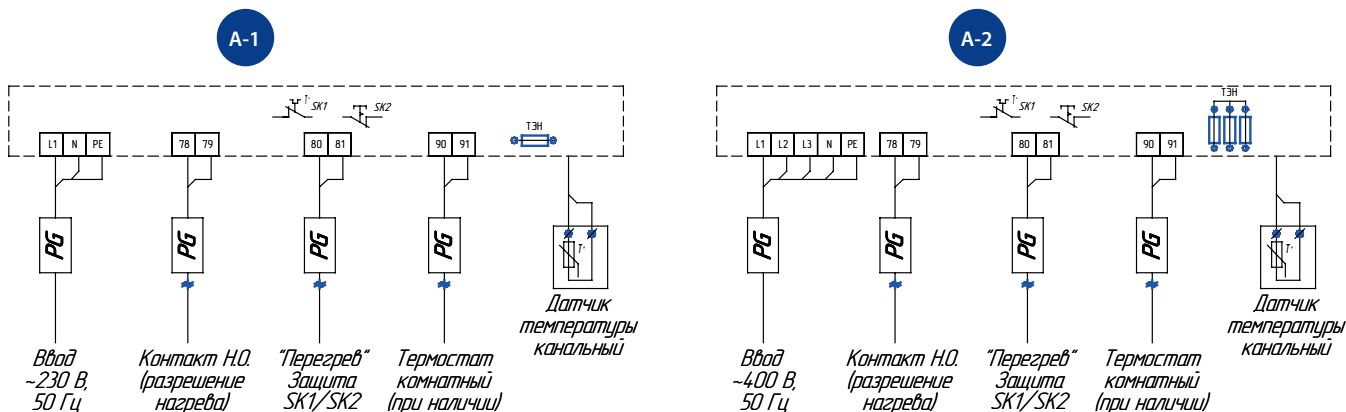 А-1
А-2
T°
SK1
SK2
ТЭН
L1 N PE
78 79
80 81
90 91
PG
PG
PG
PG
T°
Датчик
температуры
канальный
Ввод
~230 В,
50 Гц
Контакт Н.О.
(разрешение
нагрева)
"Перегрев"
Защита
SK1/SK2
Термостат
комнатный
(при наличии)
T°
SK1
SK2
ТЭН
L1 L2 L3 N PE
78 79
80 81
90 91
PG
PG
PG
PG
T°
Датчик
температуры
канальный
Ввод
~400 В,
50 Гц
Контакт Н.О.
(разрешение
нагрева)
"Перегрев"
Защита
SK1/SK2
Термостат
комнатный
(при наличии)